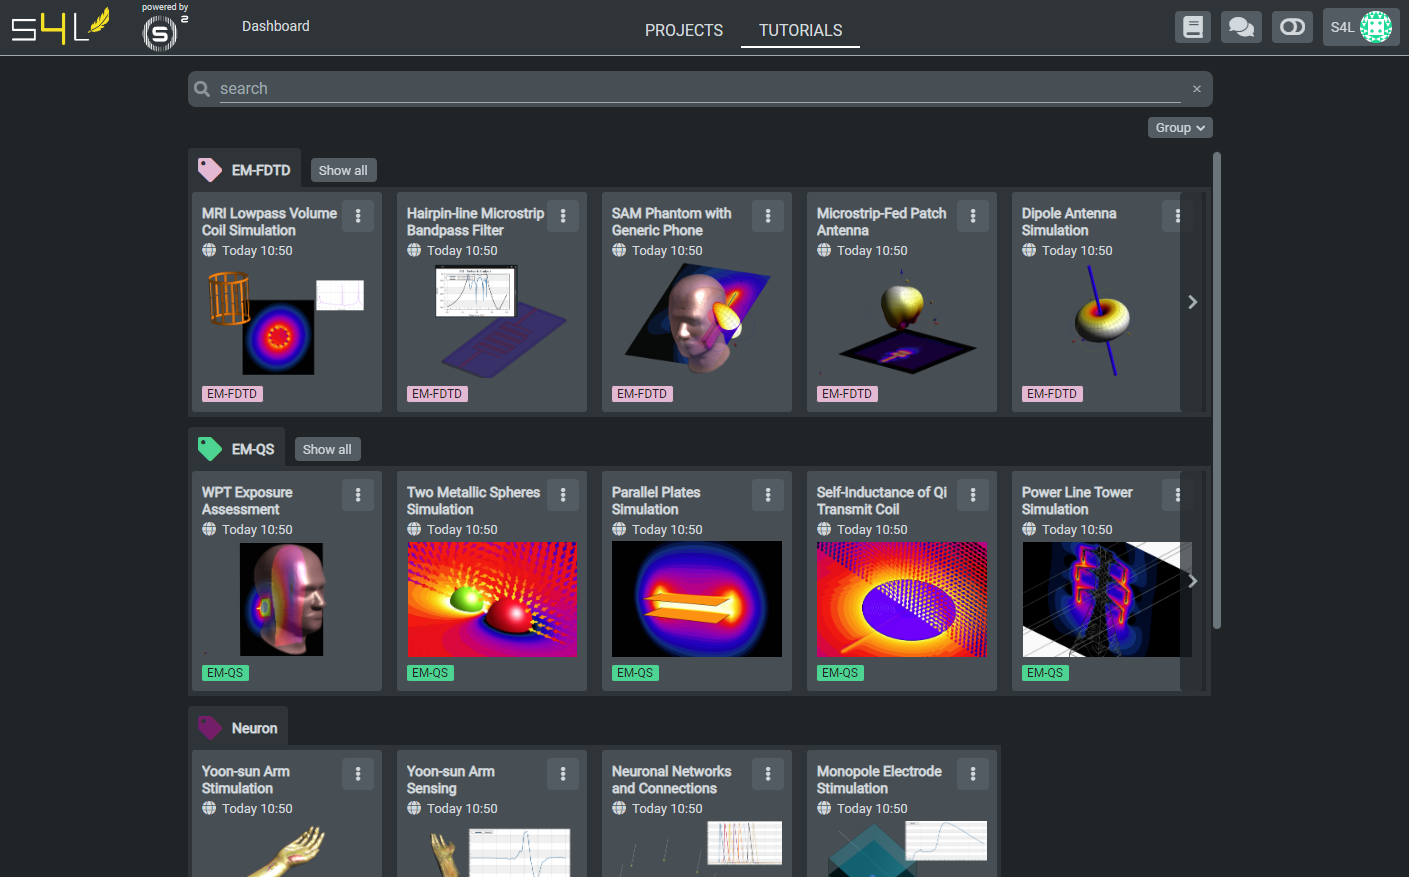 S4L
powered by
S 2
Dashboard
PROJECTS
TUTORIALS
S4L
search
×
Group
EM-FDTD
Show all
MRI Lowpass Volume
Coil Simulation
Today 10:50
EM-FDTD
Hairpin-line Microstrip
Bandpass Filter
Today 10:50
EM-FDTD
SAM Phantom with
Generic Phone
Today 10:50
EM-FDTD
Microstrip-Fed Patch
Antenna
Today 10:50
EM-FDTD
Dipole Antenna
Simulation
Today 10:50
EM-FDTD
EM-QS
Show all
WPT Exposure
Assessment
Today 10:50
EM-QS
Two Metallic Spheres
Simulation
Today 10:50
EM-QS
Parallel Plates
Simulation
Today 10:50
EM-QS
Self-Inductance of Qi
Transmit Coil
Today 10:50
EM-QS
Power Line Tower
Simulation
Today 10:50
EM-QS
Neuron
Yoon-sun Arm
Stimulation
Today 10:50
Yoon-sun Arm
Sensing
Today 10:50
Neuronal Networks
and Connections
Today 10:50
Monopole Electrode
Stimulation
Today 10:50